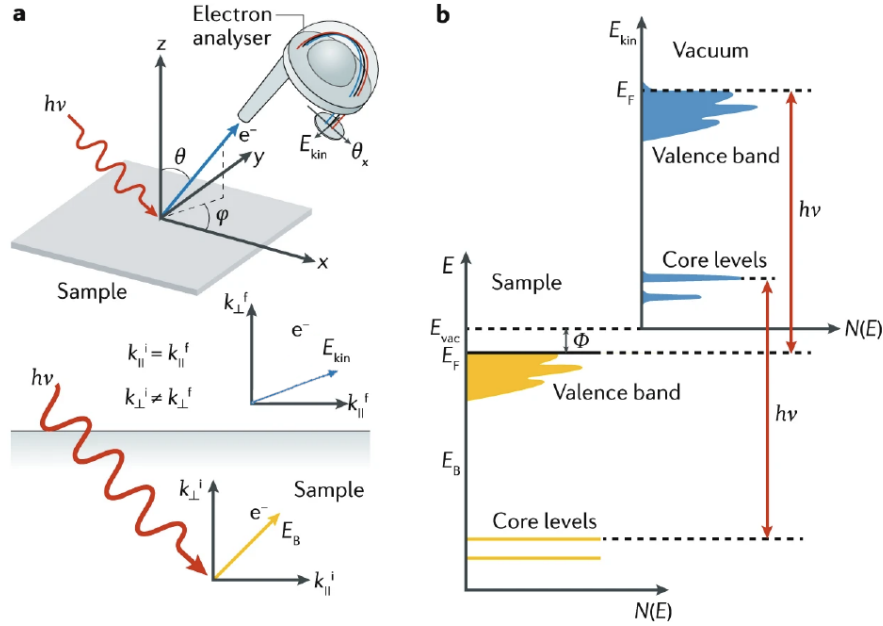 a
Electron
analyser
z
hν
e⁻
y
θ
E_kin
θ_x
φ
x
Sample
k_⊥^f
e⁻
E_kin
k_||^i = k_||^f
k_⊥^i ≠ k_⊥^f
k_||^f
hν
k_⊥^i
Sample
e⁻
E_B
k_||^i
b
E_kin
Vacuum
E_F
Valence band
hν
Core levels
N(E)
E
Sample
E_vac
Φ
E_F
Valence band
hν
E_B
Core levels
N(E)